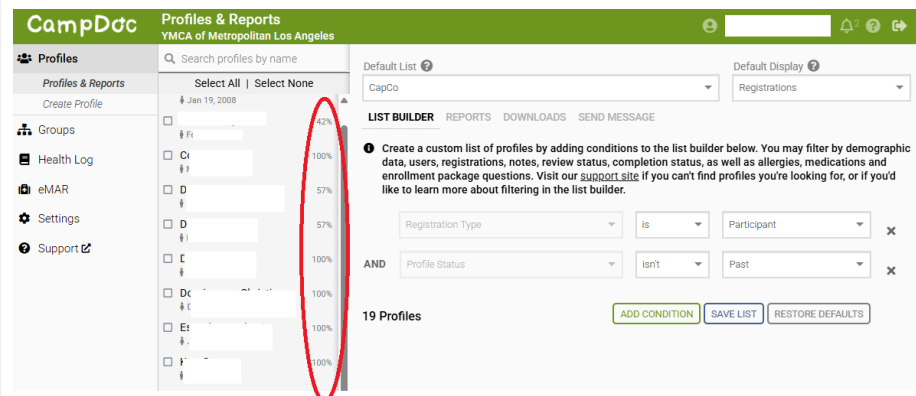 CampDoc
Profiles & Reports
YMCA of Metropolitan Los Angeles
2
Profiles
Profiles & Reports
Create Profile
Groups
Health Log
eMAR
Settings
Support
Search profiles by name
Select All | Select None
Jan 19, 2008
42%
100%
57%
57%
100%
100%
100%
100%
Default List
CapCo
Default Display
Registrations
LIST BUILDER REPORTS DOWNLOADS SEND MESSAGE
Create a custom list of profiles by adding conditions to the list builder below. You may filter by demographic
data, users, registrations, notes, review status, completion status, as well as allergies, medications and
enrollment package questions. Visit our support site if you can't find profiles you're looking for, or if you'd
like to learn more about filtering in the list builder.
Registration Type is Participant
AND Profile Status isn't Past
19 Profiles
ADD CONDITION SAVE LIST RESTORE DEFAULTS